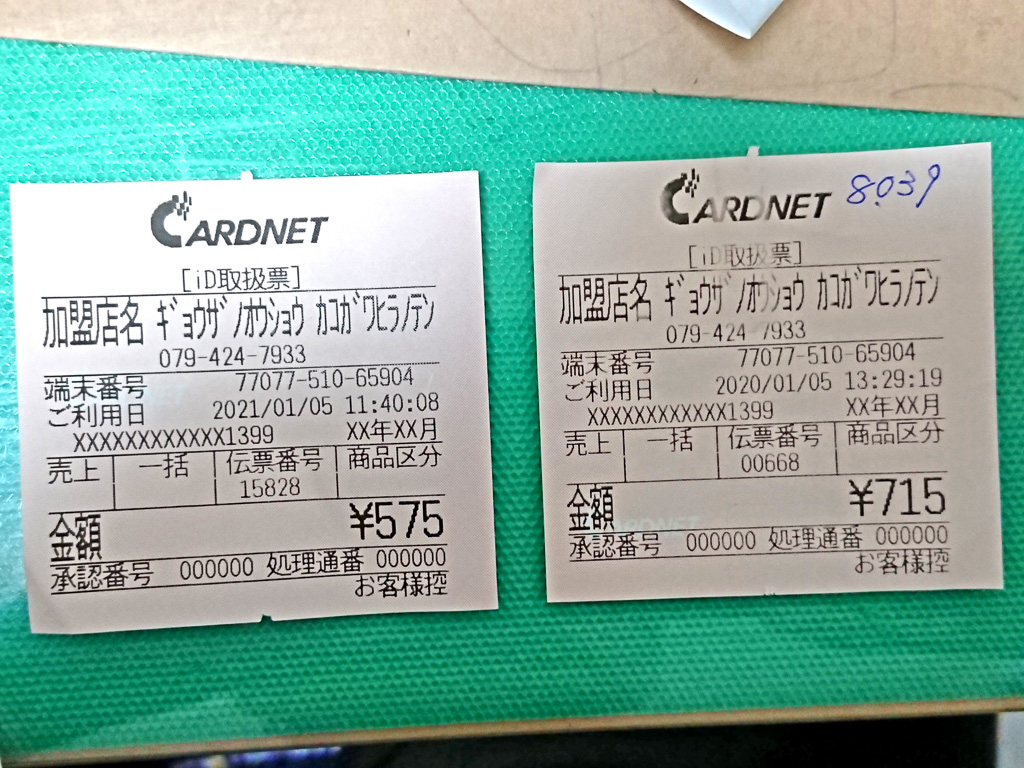 CARDNET
[iD取扱票]
加盟店名 ギョウザノオウショウ カコガワヒラノテン
079-424-7933
端末番号 77077-510-65904
ご利用日 2021/01/05 11:40:08
XXXXXXXXXXXX1399 XX年XX月
売上 一括 伝票番号 商品区分
15828
金額 ¥575
承認番号 000000 処理通番 000000
お客様控
CARDNET 8039
[iD取扱票]
加盟店名 ギョウザノオウショウ カコガワヒラノテン
079-424-7933
端末番号 77077-510-65904
ご利用日 2020/01/05 13:29:19
XXXXXXXXXXXX1399 XX年XX月
売上 一括 伝票番号 商品区分
00668
金額 ¥715
承認番号 000000 処理通番 000000
お客様控